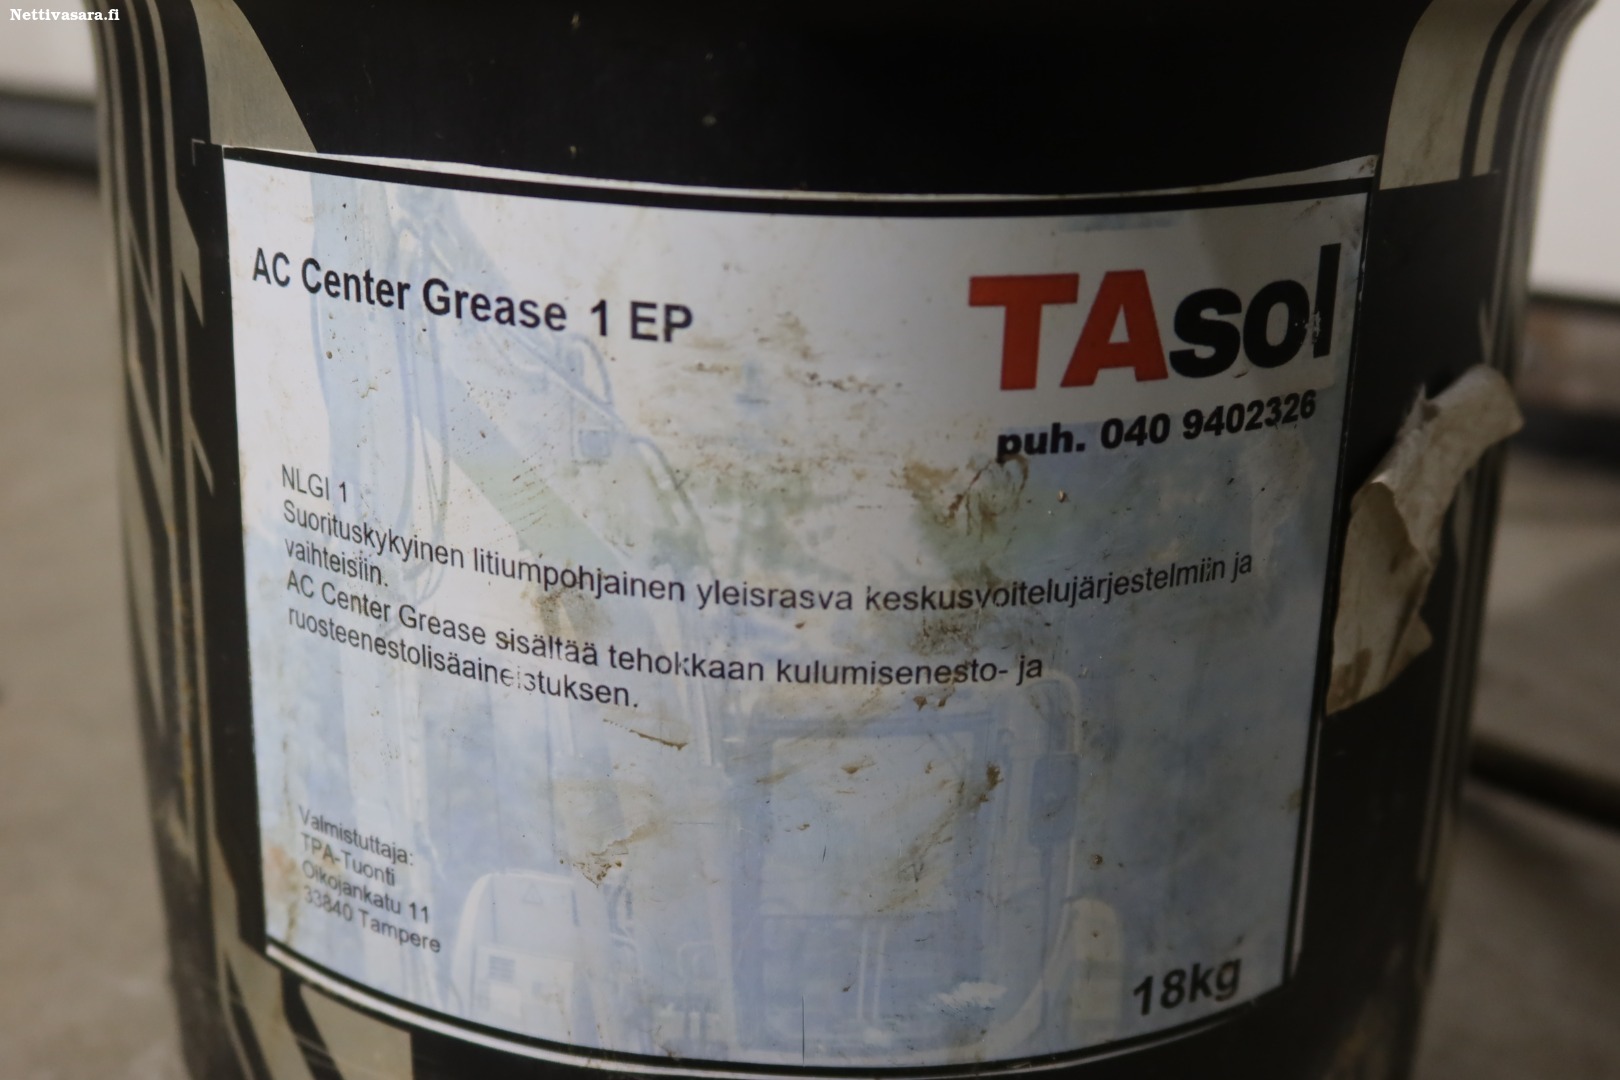 Nettivasara.fi
AC Center Grease 1 EP
TAsol
puh. 040 9402326
NLGI 1
Suorituskykyinen litiumpohjainen yleisrasva keskusvoitelujärjestelmiin ja
vaihteisiin.
AC Center Grease sisältää tehokkaan kulumisenesto- ja
ruosteenestolisäaineistuksen.
Valmistuttaja:
TPA-Tuonti
Oikojankatu 11
33840 Tampere
18kg